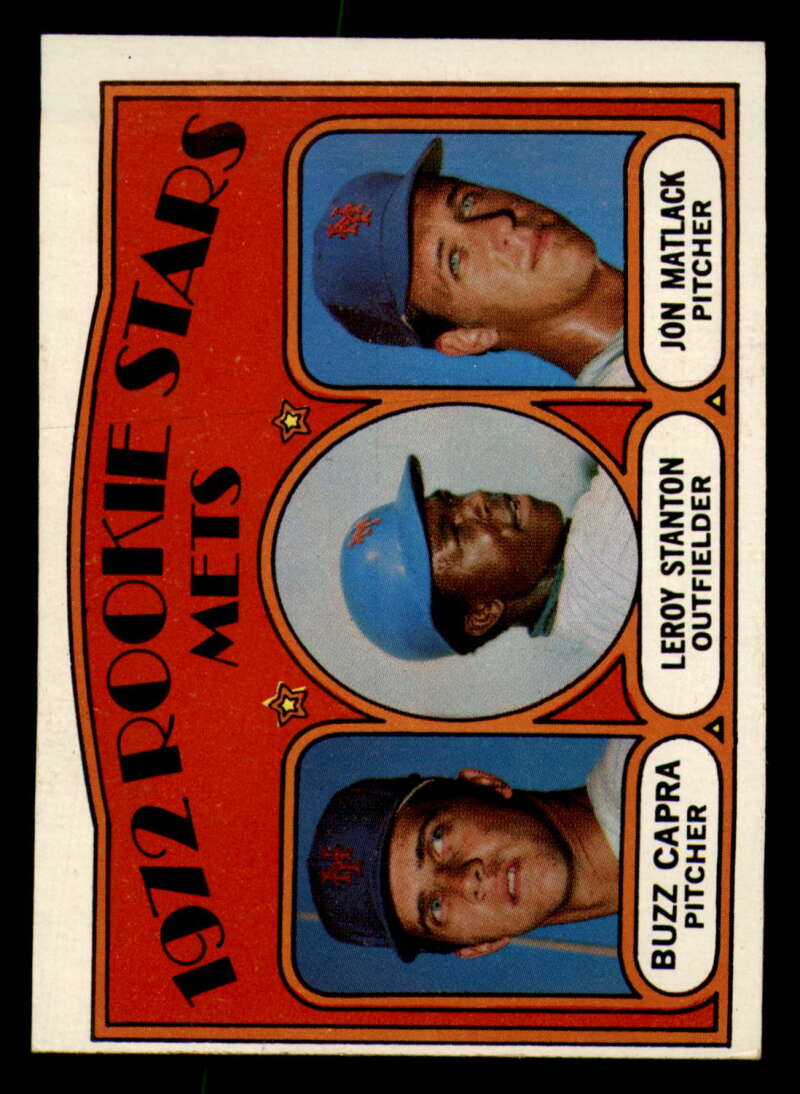 1972 ROOKIE STARS
METS
BUZZ CAPRA
PITCHER
LEROY STANTON
OUTFIELDER
JON MATLACK
PITCHER